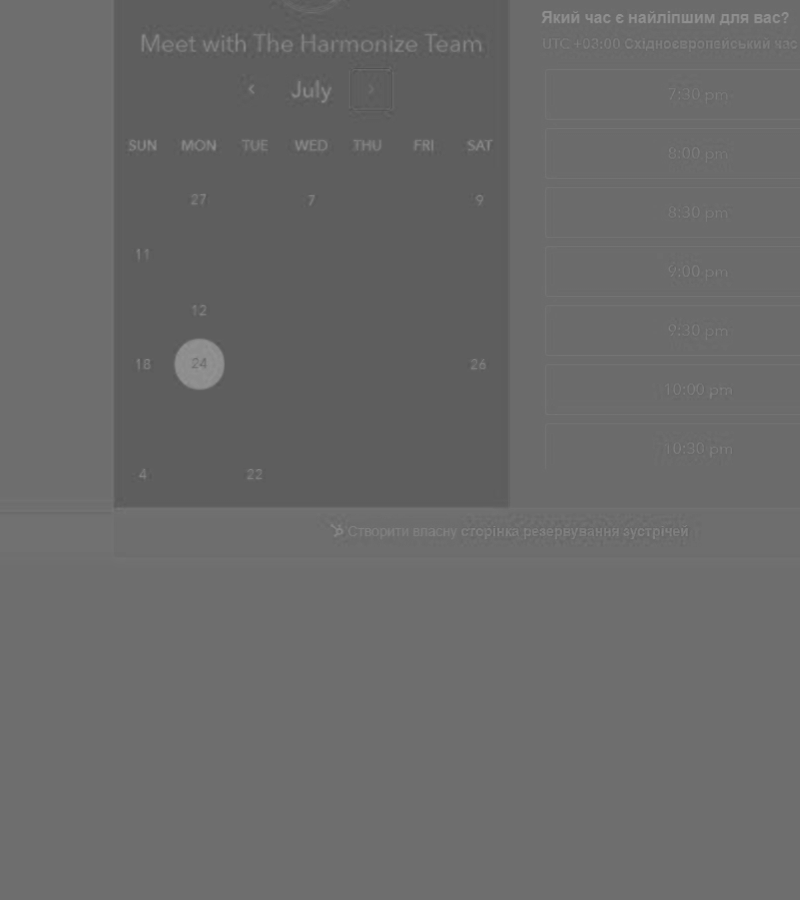 Meet with The Harmonize Team
July
SUN MON TUE WED THU FRI SAT
27 7 9
11
12
18 24 26
4 22
Який час є найліпшим для вас?
UTC +03:00 Східноєвропейський час
7:30 pm
8:00 pm
8:30 pm
9:00 pm
9:30 pm
10:00 pm
10:30 pm
Створити власну сторінка резервування зустрічей